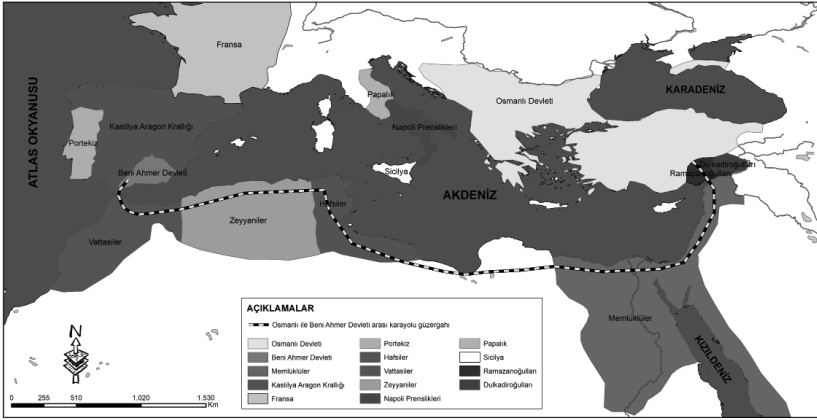 Fransa
ATLAS OKYANUSU
KARADENİZ
Osmanlı Devleti
Papalık
Kastilya Aragon Krallığı
Napoli Prenslikleri
Portekiz
Dulkadiroğulları
Ramazanoğulları
Beni Ahmer Devleti
Sicilya
AKDENİZ
Hafsiler
Zeyyaniler
Vattasiler
Memlüklüler
KIZILDENİZ
AÇIKLAMALAR
Osmanlı ile Beni Ahmer Devleti arası karayolu güzergahı
Osmanlı Devleti
Beni Ahmer Devleti
Memlüklüler
Kastilya Aragon Krallığı
Fransa
Portekiz
Hafsiler
Vattasiler
Zeyyaniler
Napoli Prenslikleri
Papalık
Sicilya
Ramazanoğulları
Dulkadiroğulları
N
0 255 510 1.020 1.530
Km